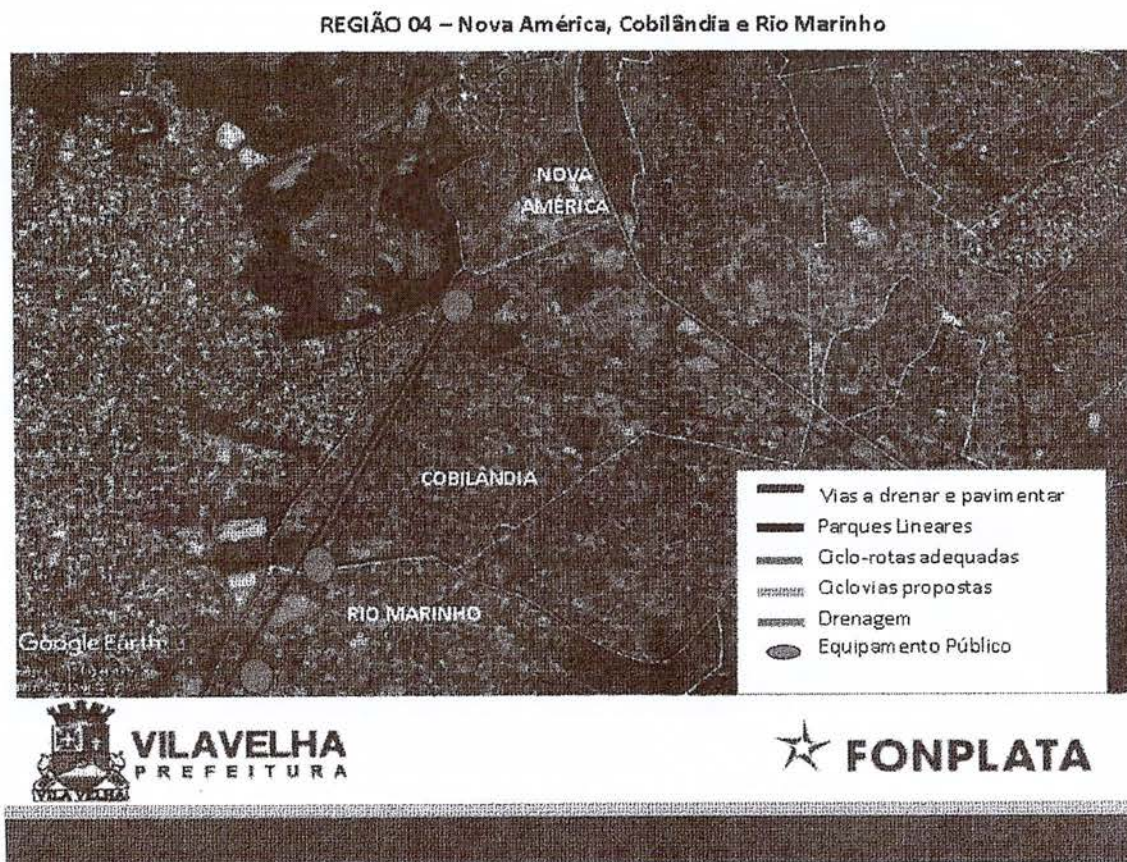 REGIÃO 04 – Nova América, Cobilândia e Rio Marinho
NOVA
AMÉRICA
COBILÂNDIA
RIO MARINHO
Google Earth
Vias a drenar e pavimentar
Parques Lineares
Ciclo-rotas adequadas
Ciclovias propostas
Drenagem
Equipamento Público
VILA VELHA
VILAVELHA
PREFEITURA
FONPLATA